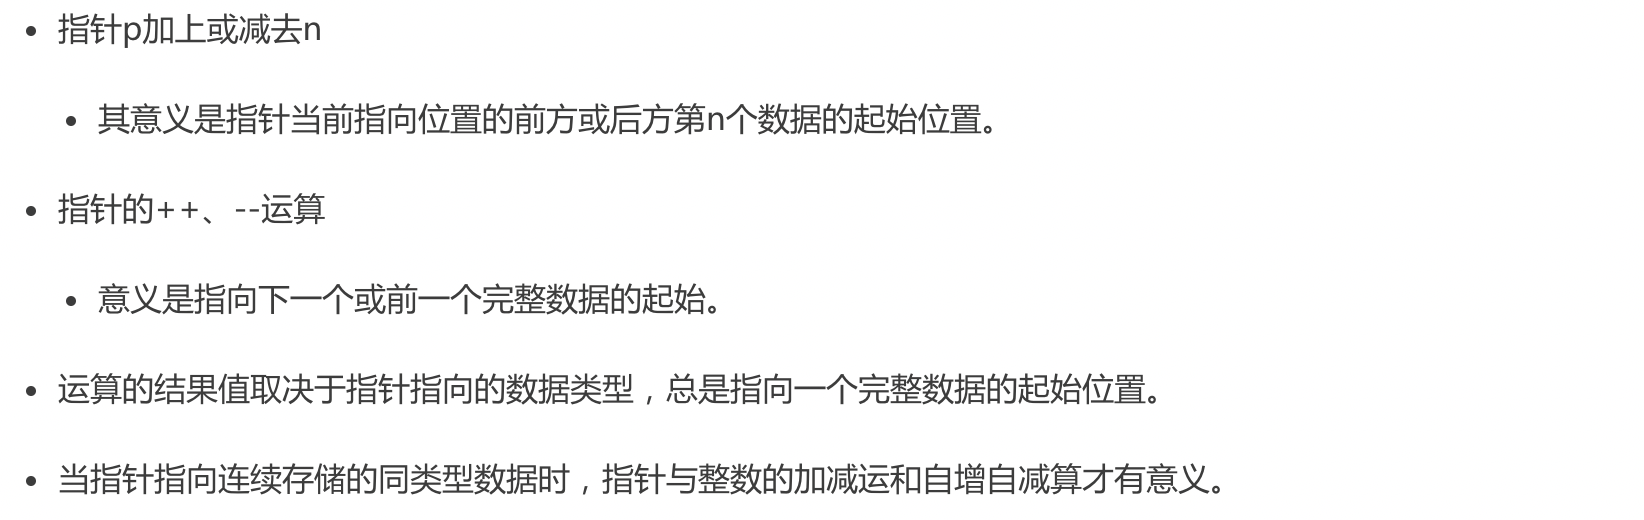 • 指针p加上或减去n
• 其意义是指针当前指向位置的前方或后方第n个数据的起始位置。
• 指针的++、--运算
• 意义是指向下一个或前一个完整数据的起始。
• 运算的结果值取决于指针指向的数据类型，总是指向一个完整数据的起始位置。
• 当指针指向连续存储的同类型数据时，指针与整数的加减运和自增自减算才有意义。